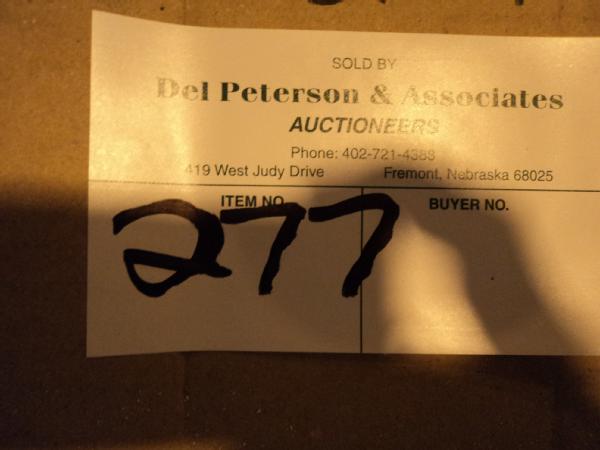 SOLD BY
Del Peterson & Associates
AUCTIONEERS
Phone: 402-721-4388
419 West Judy Drive Fremont, Nebraska 68025
ITEM NO. BUYER NO.
277